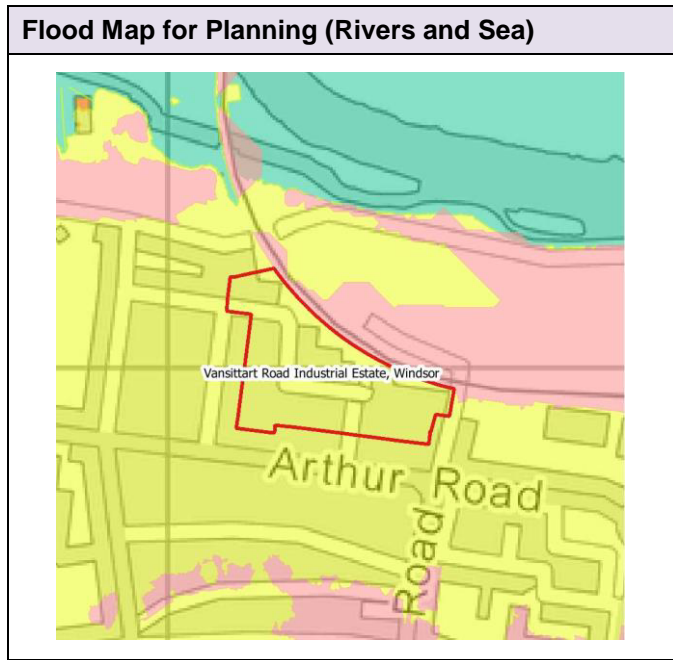 Flood Map for Planning (Rivers and Sea)
Vansittart Road Industrial Estate, Windsor
Arthur Road
Road